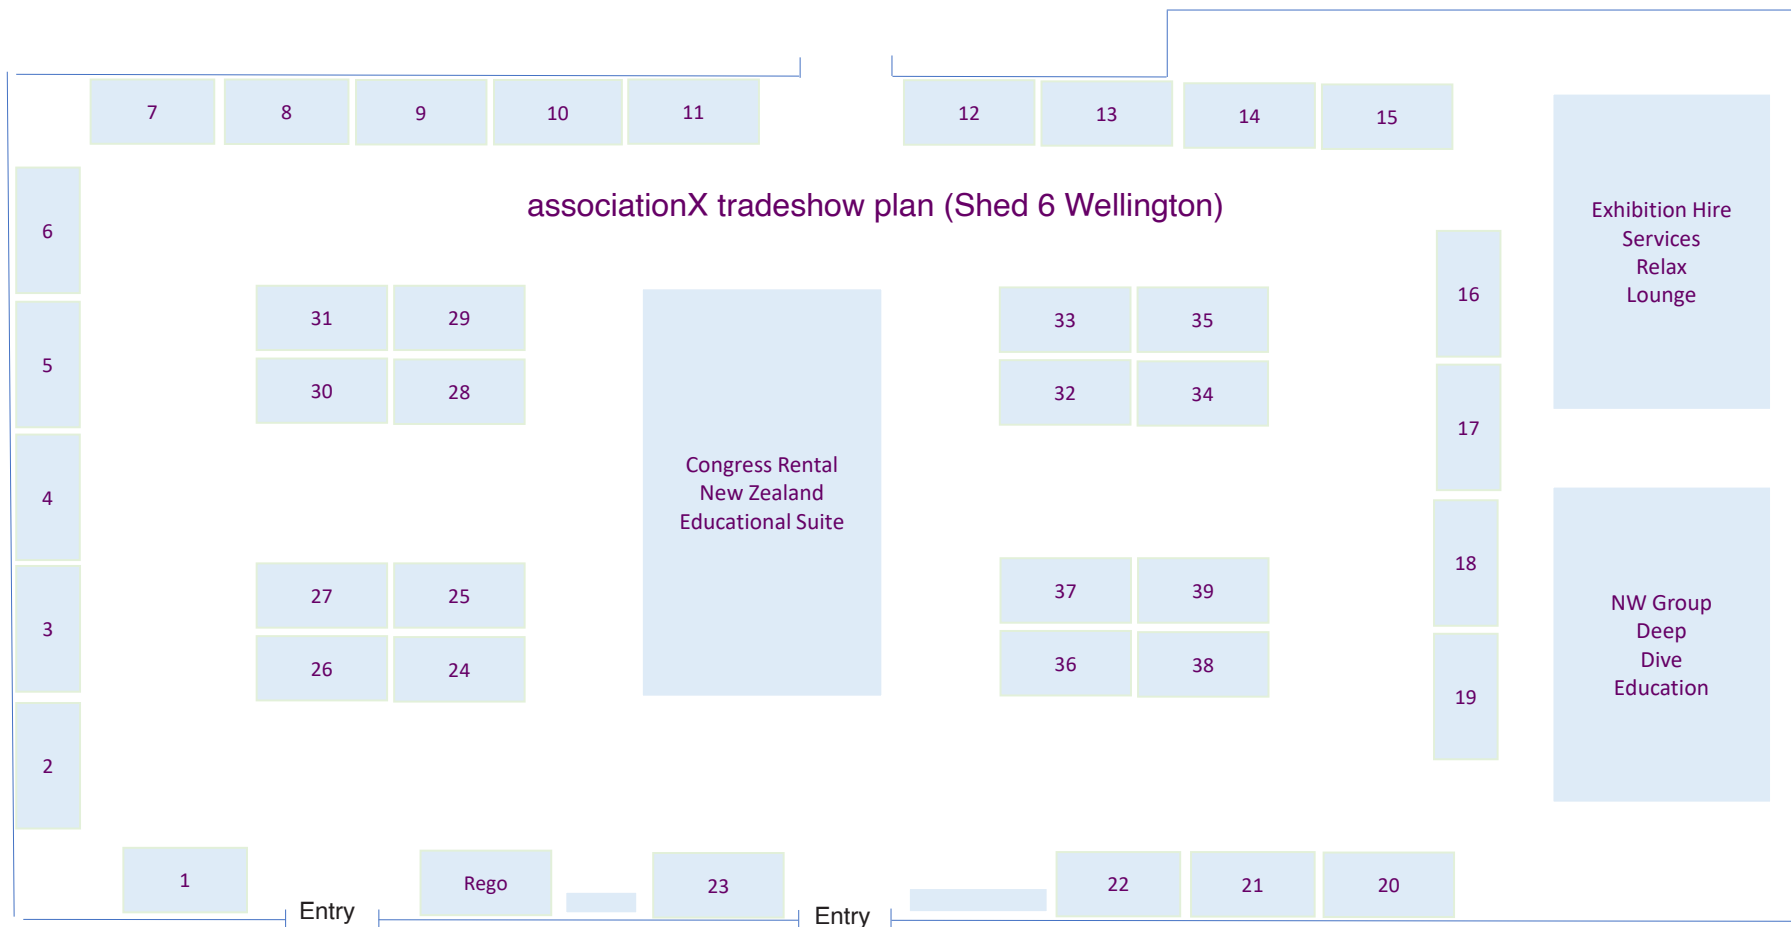 7
8
9
10
11
12
13
14
15
associationX tradeshow plan (Shed 6 Wellington)
Exhibition Hire
Services
Relax
Lounge
6
5
4
3
2
31
29
30
28
27
25
26
24
Congress Rental
New Zealand
Educational Suite
33
35
32
34
37
39
36
38
16
17
18
19
NW Group
Deep
Dive
Education
1
Entry
Rego
23
Entry
22
21
20